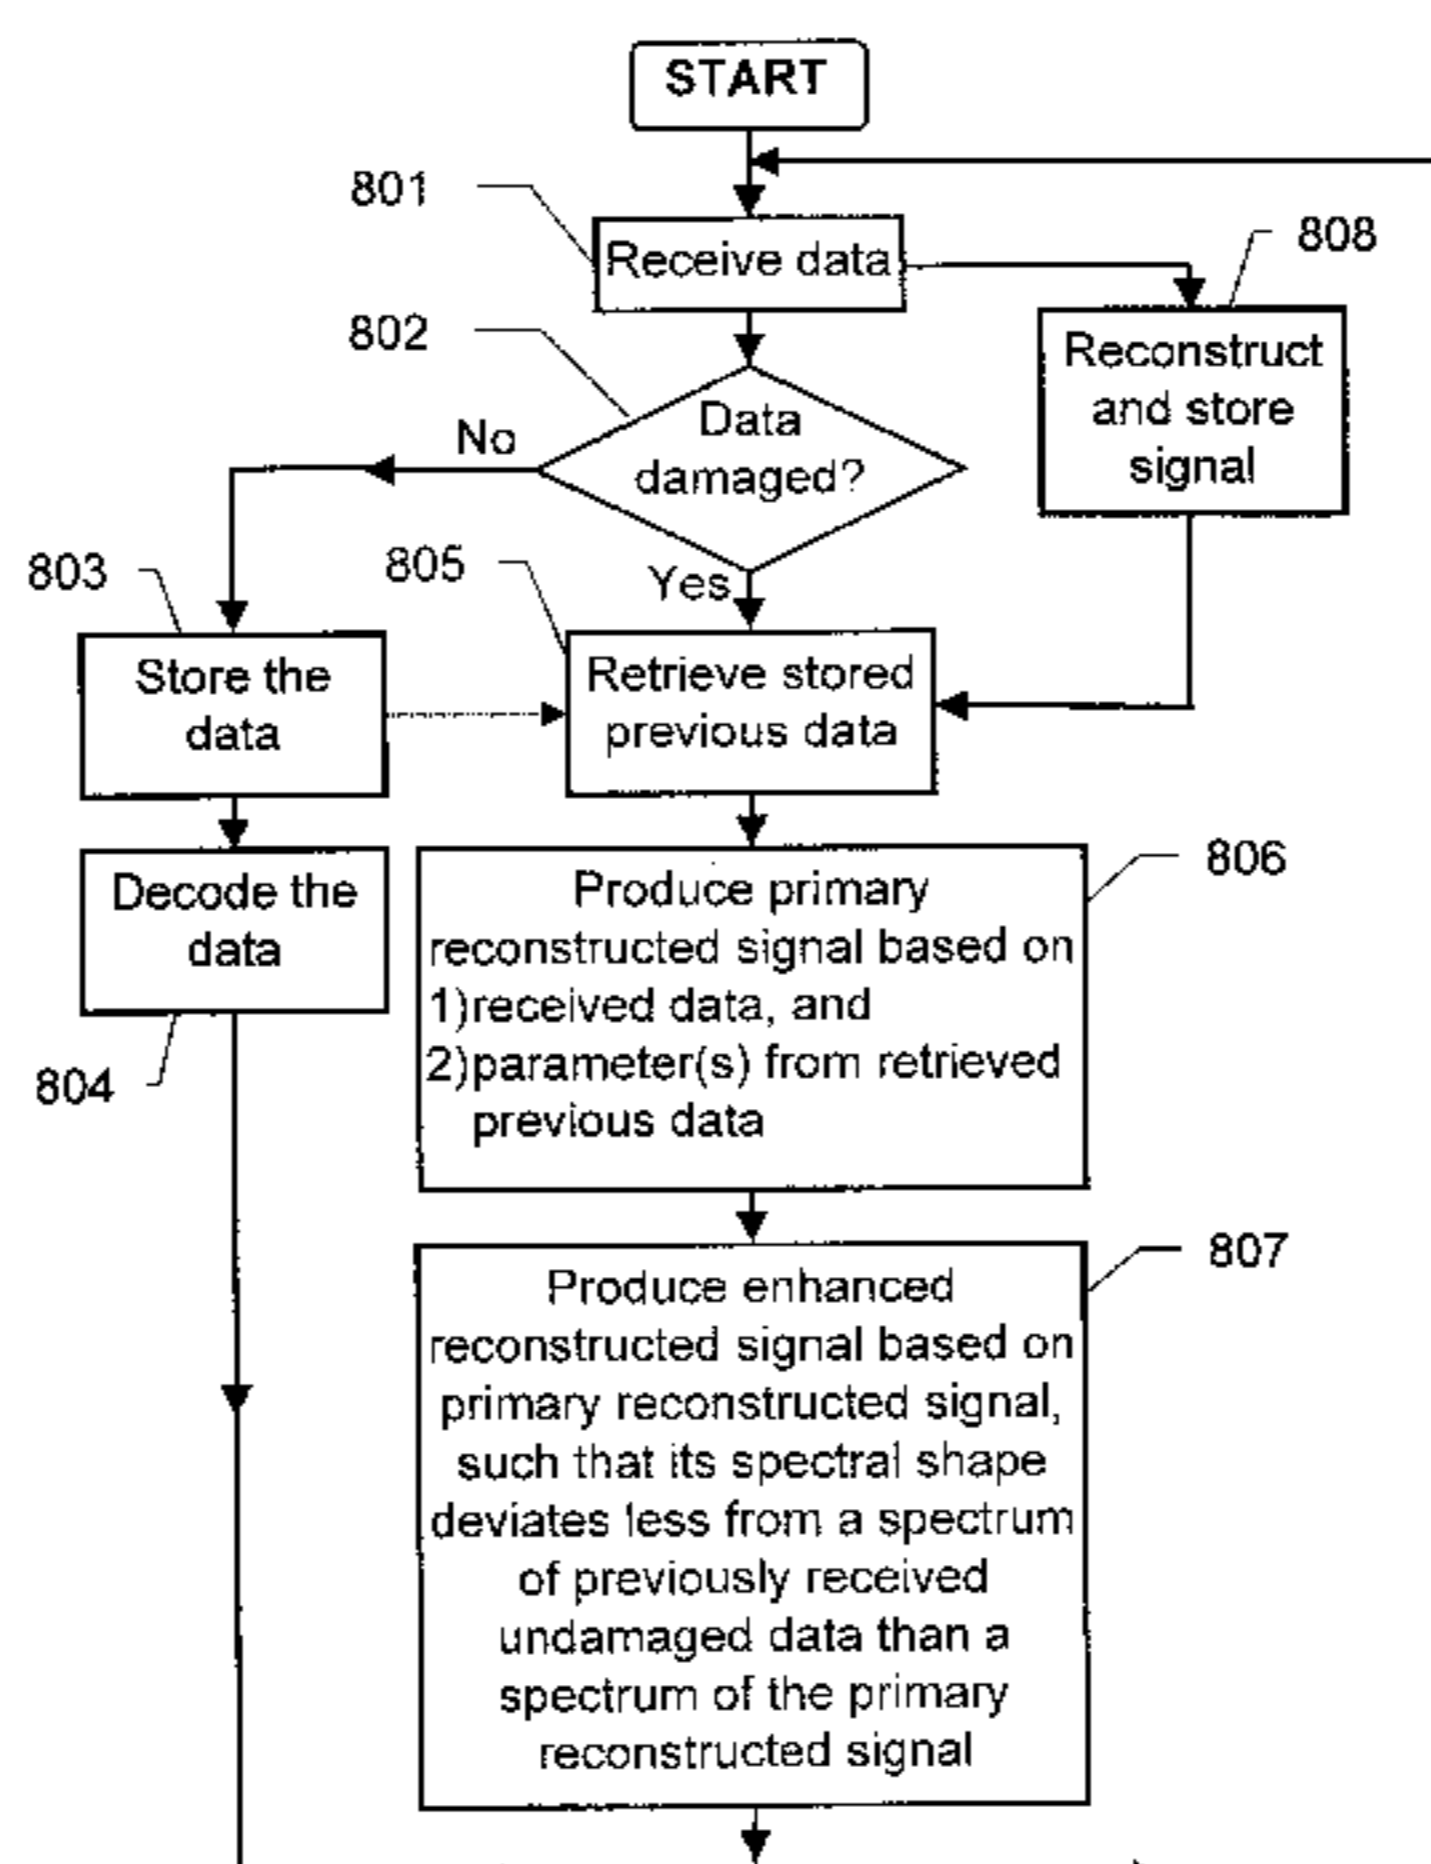 START
801
Receive data
808
802
Reconstruct
and store
signal
Data
damaged?
No
Yes
803
805
Store the
data
Retrieve stored
previous data
Decode the
data
804
806
Produce primary
reconstructed signal based on
1)received data, and
2)parameter(s) from retrieved
previous data
807
Produce enhanced
reconstructed signal based on
primary reconstructed signal,
such that its spectral shape
deviates less from a spectrum
of previously received
undamaged data than a
spectrum of the primary
reconstructed signal